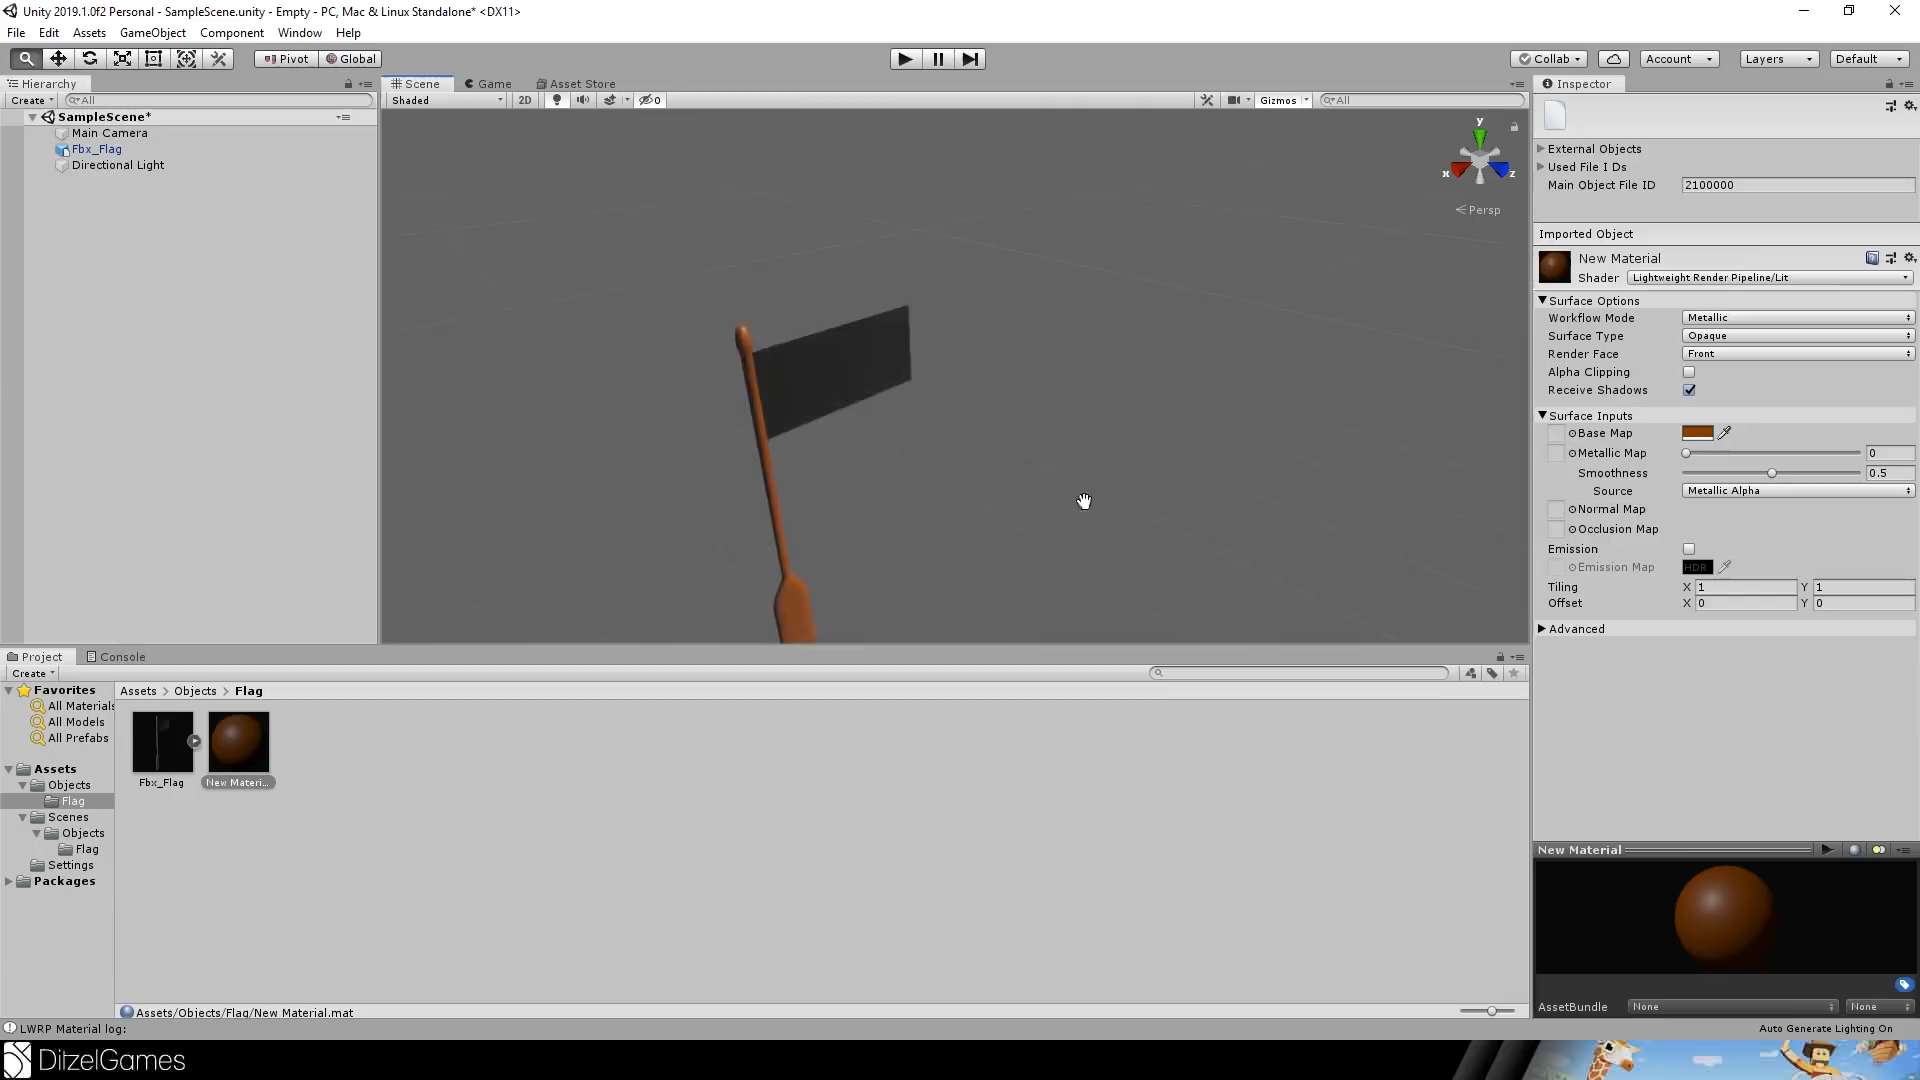 Unity 2019.1.0f2 Personal - SampleScene.unity - Empty - PC, Mac & Linux Standalone* <DX11>
File Edit Assets GameObject Component Window Help
Pivot Global Collab Account Layers Default
Hierarchy Scene Game Asset Store Inspector
Create All Shaded 2D 0 Gizmos All
SampleScene*
Main Camera
Fbx_Flag
Directional Light
y
x z
Persp
External Objects
Used File I Ds
Main Object File ID 2100000
Imported Object
New Material
Shader Lightweight Render Pipeline/Lit
Surface Options
Workflow Mode Metallic
Surface Type Opaque
Render Face Front
Alpha Clipping
Receive Shadows
Surface Inputs
Base Map
Metallic Map 0
Smoothness 0.5
Source Metallic Alpha
Normal Map
Occlusion Map
Emission
Emission Map HDR
Tiling X 1 Y 1
Offset X 0 Y 0
Advanced
Project Console
Create
Favorites
All Materials
All Models
All Prefabs
Assets
Objects
Flag
Scenes
Objects
Flag
Settings
Packages
Assets > Objects > Flag
Fbx_Flag New Materi...
Assets/Objects/Flag/New Material.mat
New Material
AssetBundle None None
LWRP Material log:
Auto Generate Lighting On
DitzelGames